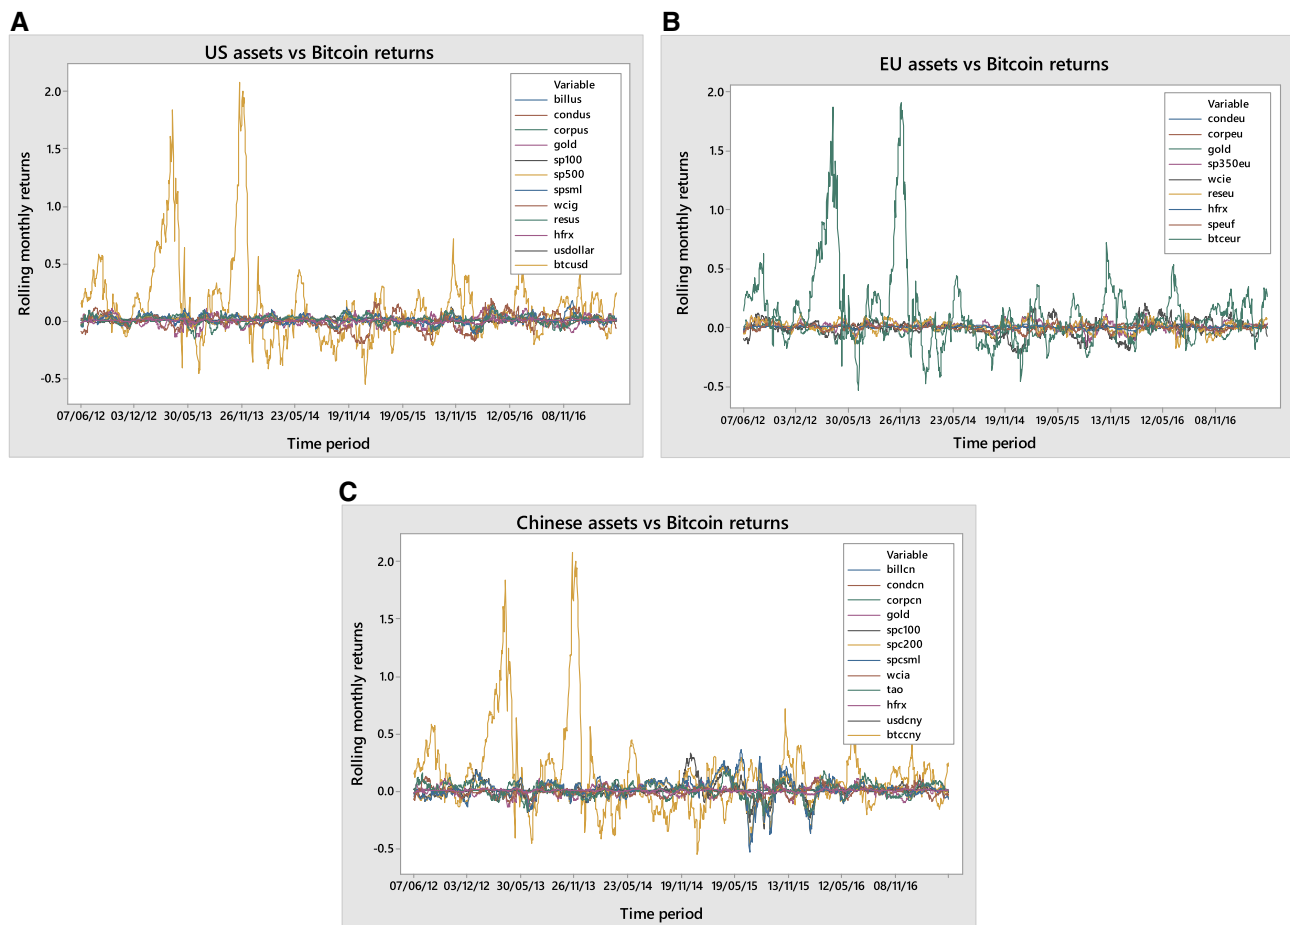 A
US assets vs Bitcoin returns
Rolling monthly returns
2.0
1.5
1.0
0.5
0.0
-0.5
Variable
billus
condus
corpus
gold
sp100
sp500
spsml
wcig
resus
hfrx
usdollar
btcusd
07/06/12 03/12/12 30/05/13 26/11/13 23/05/14 19/11/14 19/05/15 13/11/15 12/05/16 08/11/16
Time period
B
EU assets vs Bitcoin returns
Rolling monthly returns
2.0
1.5
1.0
0.5
0.0
-0.5
Variable
condeu
corpeu
gold
sp350eu
wcie
reseu
hfrx
speuf
btceur
07/06/12 03/12/12 30/05/13 26/11/13 23/05/14 19/11/14 19/05/15 13/11/15 12/05/16 08/11/16
Time period
C
Chinese assets vs Bitcoin returns
Rolling monthly returns
2.0
1.5
1.0
0.5
0.0
-0.5
Variable
billcn
condcn
corpcn
gold
spc100
spc200
spcsml
wcia
tao
hfrx
usdcny
btccny
07/06/12 03/12/12 30/05/13 26/11/13 23/05/14 19/11/14 19/05/15 13/11/15 12/05/16 08/11/16
Time period